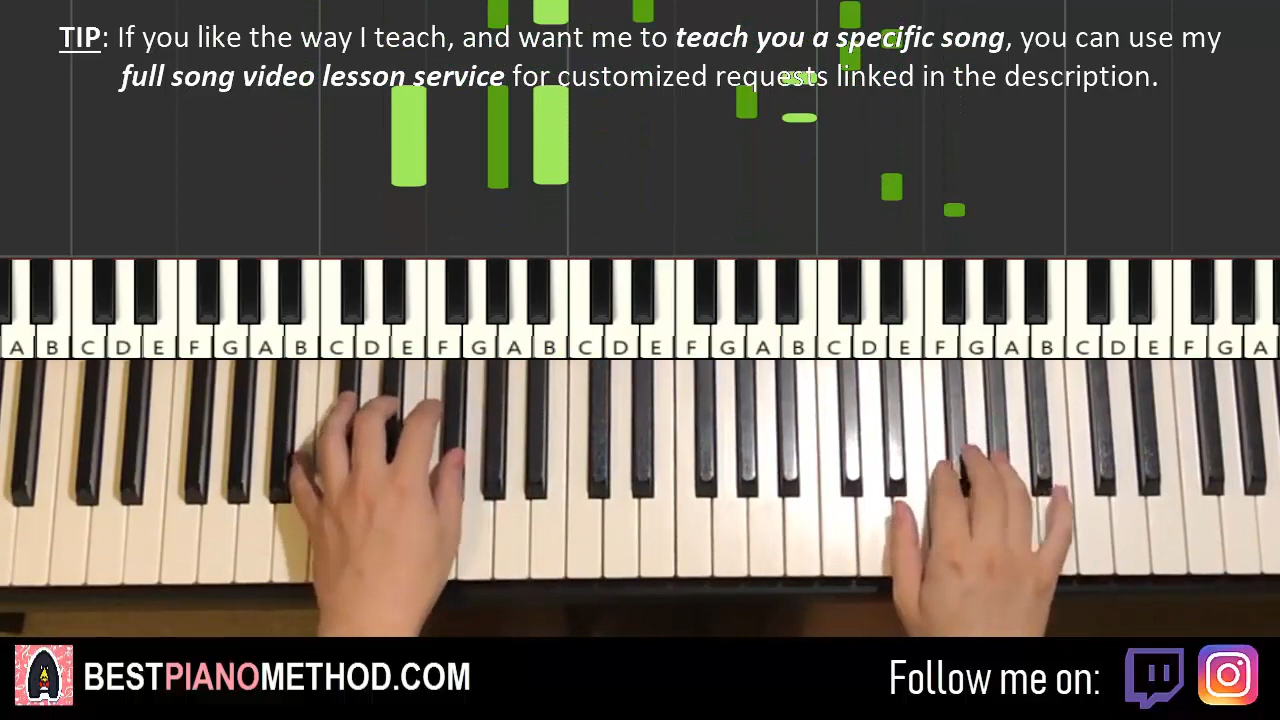 TIP: If you like the way I teach, and want me to teach you a specific song, you can use my
full song video lesson service for customized requests linked in the description.
A B C D E F G A B C D E F G A B C D E F G A B C D E F G A B C D E F G A
BESTPIANOMETHOD.COM
Follow me on: